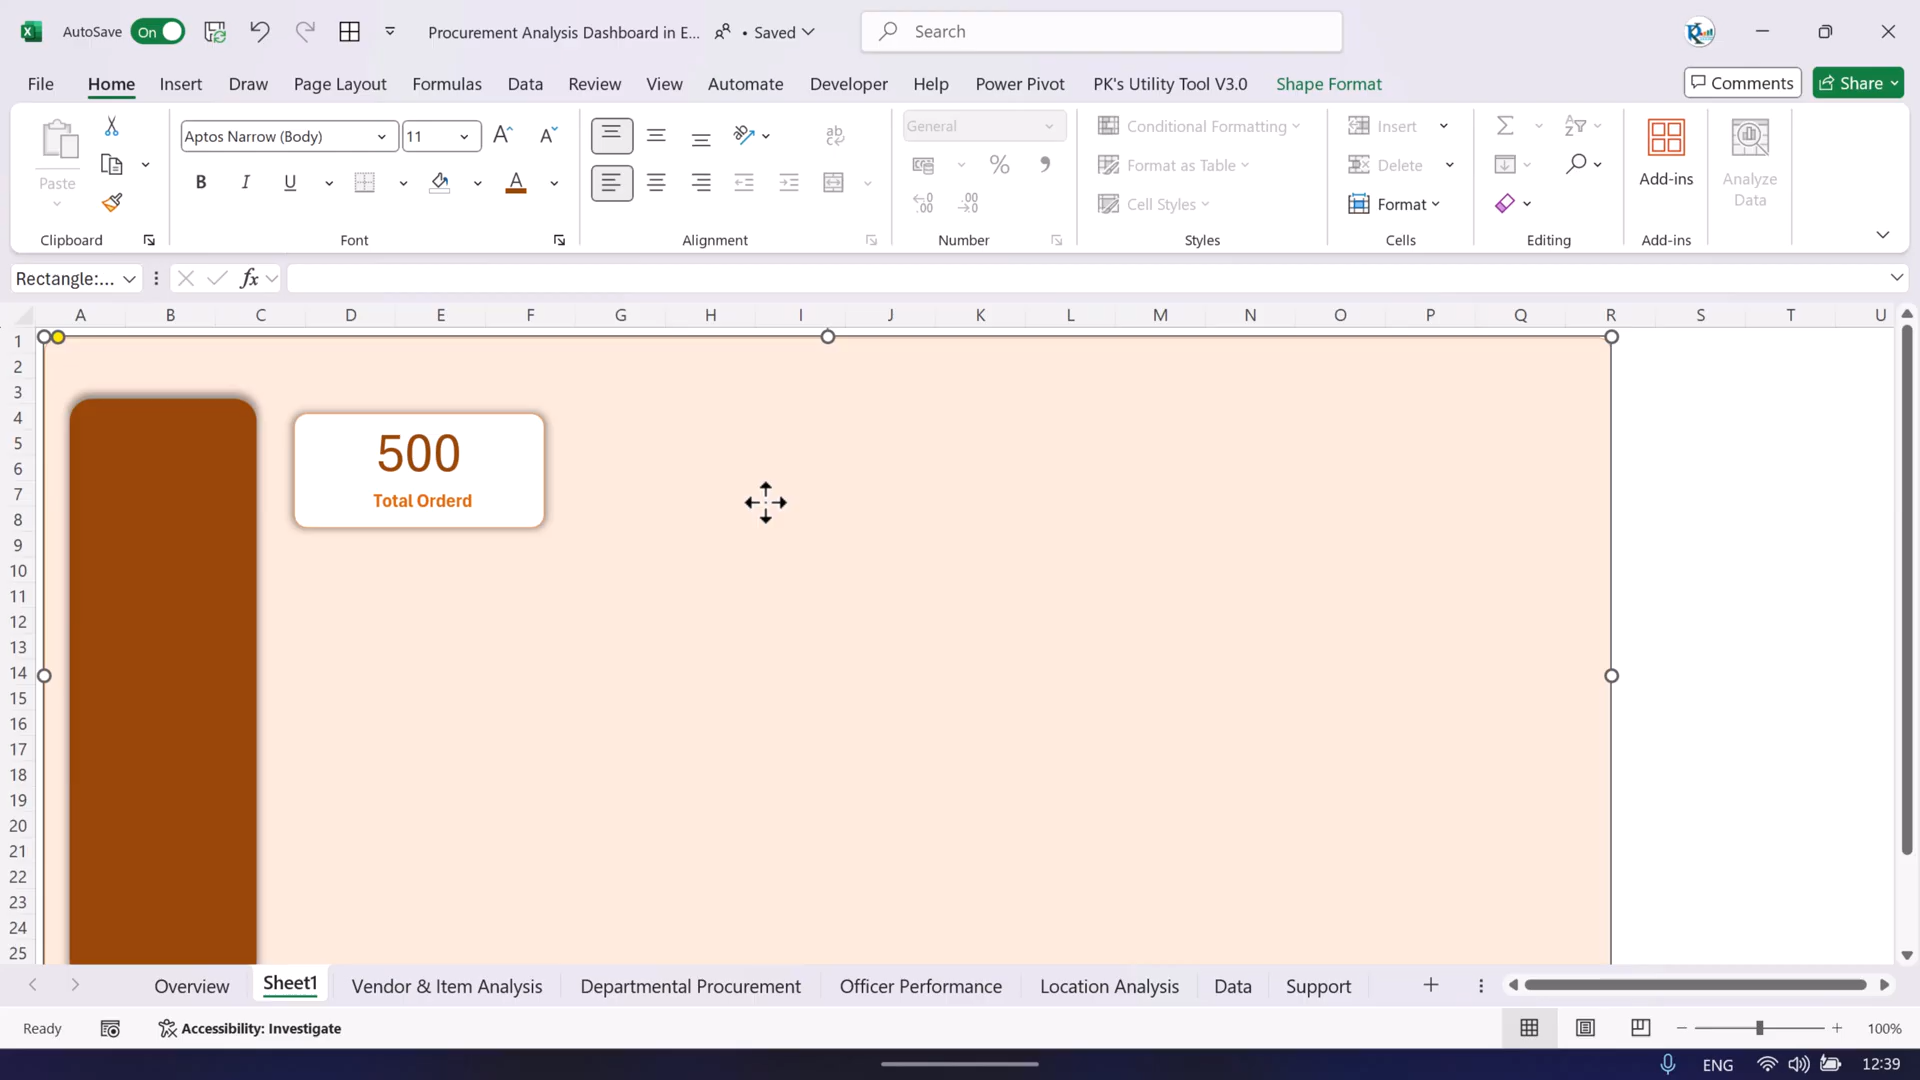 AutoSave On Procurement Analysis Dashboard in E... • Saved Search
File Home Insert Draw Page Layout Formulas Data Review View Automate Developer Help Power Pivot PK's Utility Tool V3.0 Shape Format Comments Share
Paste Aptos Narrow (Body) 11 General Conditional Formatting Insert Add-ins Analyze Data
Format as Table Delete
Cell Styles Format
Clipboard Font Alignment Number Styles Cells Editing Add-ins
Rectangle:... fx
A B C D E F G H I J K L M N O P Q R S T U
1
2
3
4
5
6
7
8
9
10
11
12
13
14
15
16
17
18
19
20
21
22
23
24
25
500
Total Orderd
Overview Sheet1 Vendor & Item Analysis Departmental Procurement Officer Performance Location Analysis Data Support
Ready Accessibility: Investigate 100%
ENG 12:39